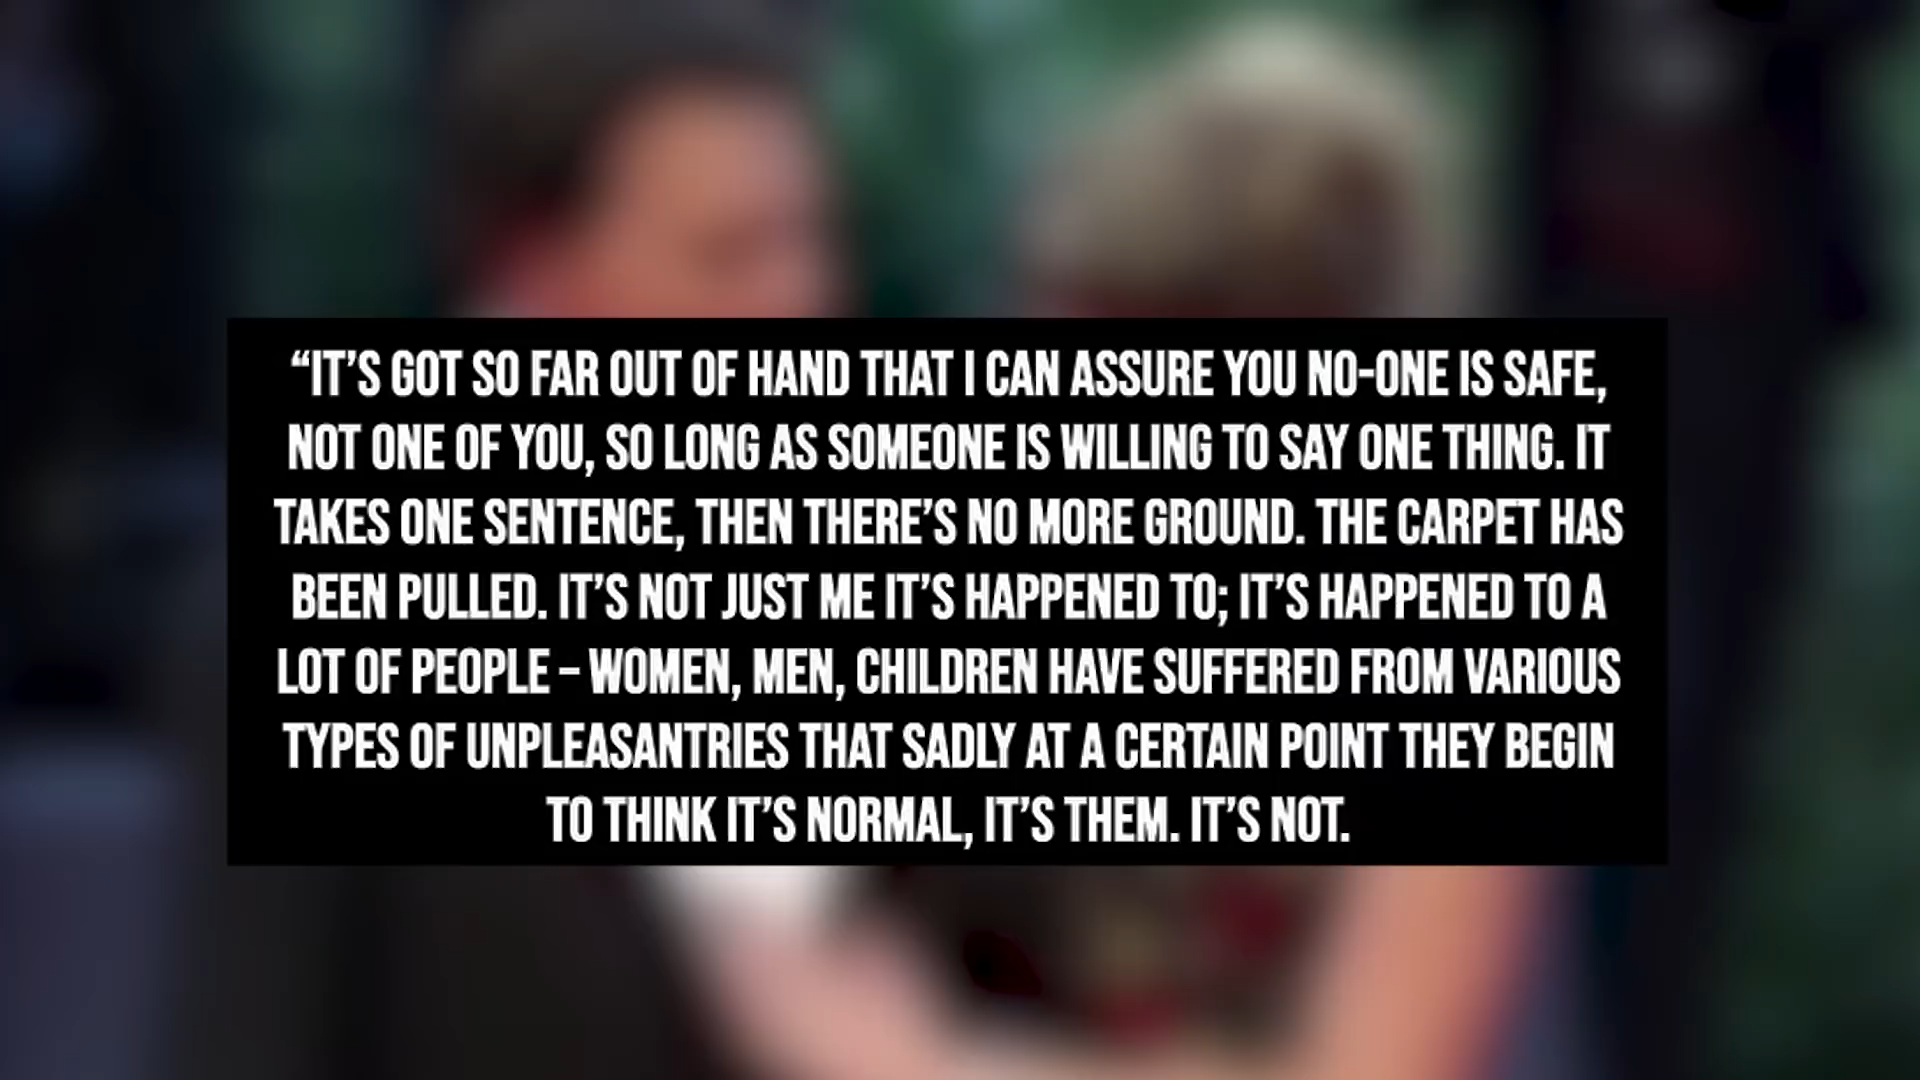 “IT’S GOT SO FAR OUT OF HAND THAT I CAN ASSURE YOU NO-ONE IS SAFE,
NOT ONE OF YOU, SO LONG AS SOMEONE IS WILLING TO SAY ONE THING. IT
TAKES ONE SENTENCE, THEN THERE’S NO MORE GROUND. THE CARPET HAS
BEEN PULLED. IT’S NOT JUST ME IT’S HAPPENED TO; IT’S HAPPENED TO A
LOT OF PEOPLE – WOMEN, MEN, CHILDREN HAVE SUFFERED FROM VARIOUS
TYPES OF UNPLEASANTRIES THAT SADLY AT A CERTAIN POINT THEY BEGIN
TO THINK IT’S NORMAL, IT’S THEM. IT’S NOT.